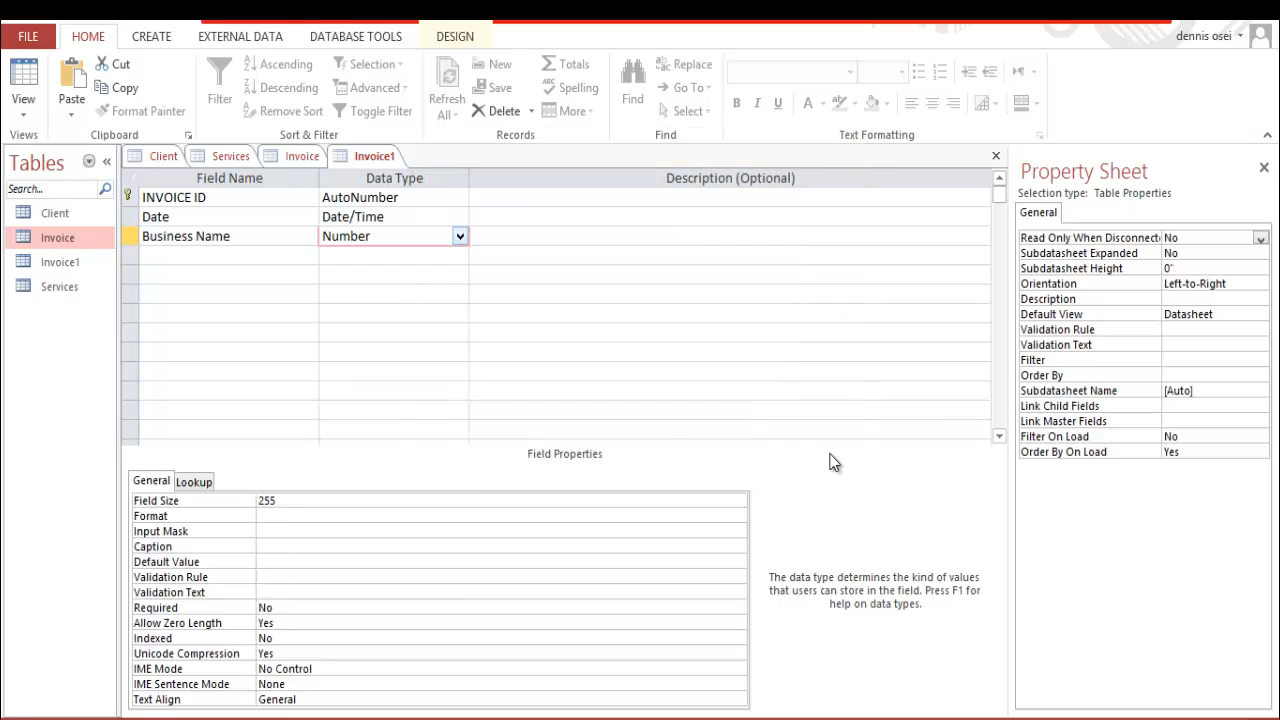 FILE HOME CREATE EXTERNAL DATA DATABASE TOOLS DESIGN dennis osei
View
Views
Paste
Cut
Copy
Format Painter
Clipboard
Filter
Ascending
Descending
Remove Sort
Selection
Advanced
Toggle Filter
Sort & Filter
Refresh
All
New
Save
Delete
Totals
Spelling
More
Records
Find
Replace
Go To
Select
Find
B I U A
Text Formatting
Tables
Search...
Client
Invoice
Invoice1
Services
Client Services Invoice Invoice1
Field Name Data Type Description (Optional)
INVOICE ID AutoNumber
Date Date/Time
Business Name Number
Field Properties
General Lookup
Field Size 255
Format
Input Mask
Caption
Default Value
Validation Rule
Validation Text
Required No
Allow Zero Length Yes
Indexed No
Unicode Compression Yes
IME Mode No Control
IME Sentence Mode None
Text Align General
The data type determines the kind of values
that users can store in the field. Press F1 for
help on data types.
Property Sheet
Selection type: Table Properties
General
Read Only When Disconnect No
Subdatasheet Expanded No
Subdatasheet Height 0"
Orientation Left-to-Right
Description
Default View Datasheet
Validation Rule
Validation Text
Filter
Order By
Subdatasheet Name [Auto]
Link Child Fields
Link Master Fields
Filter On Load No
Order By On Load Yes